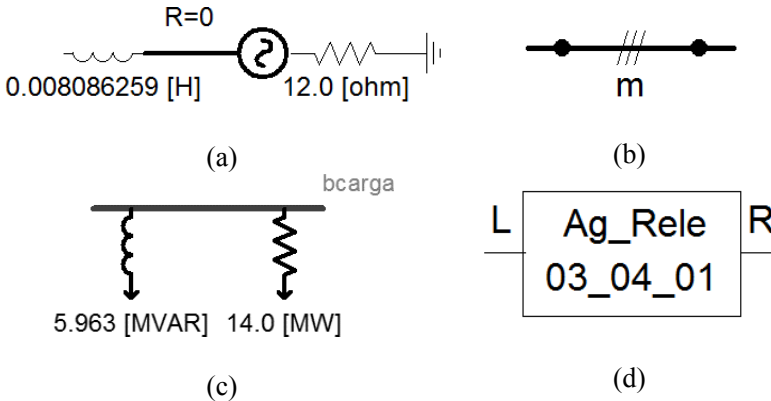 R=0
0.008086259 [H]
12.0 [ohm]
(a)
m
(b)
bcarga
5.963 [MVAR]
14.0 [MW]
(c)
L
Ag_Rele
03_04_01
R
(d)